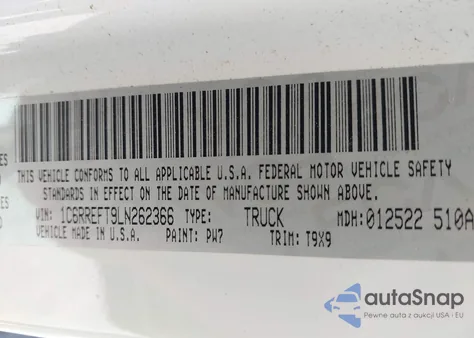 THIS VEHICLE CONFORMS TO ALL APPLICABLE U.S.A. FEDERAL MOTOR VEHICLE SAFETY
STANDARDS IN EFFECT ON THE DATE OF MANUFACTURE SHOWN ABOVE.
VIN: 1C6RREFT9LN262366 TYPE: TRUCK MDH:012522 510A
VEHICLE MADE IN U.S.A. PAINT: PW7 TRIM: T9X9
autoSnap
Pewne auta z aukcji USA - EU